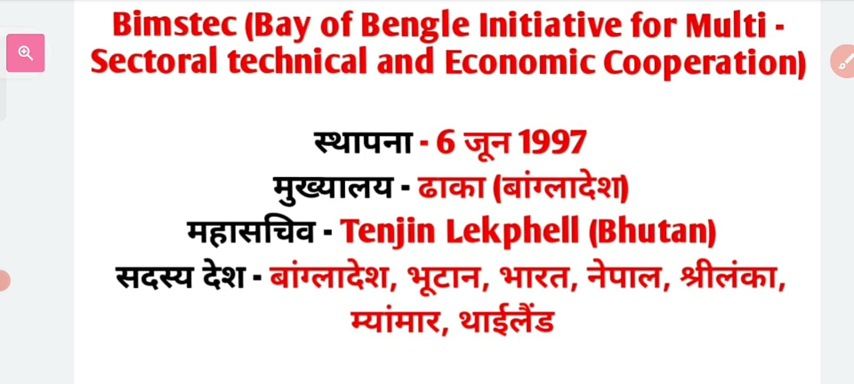 Bimstec (Bay of Bengle Initiative for Multi -
Sectoral technical and Economic Cooperation)
स्थापना - 6 जून 1997
मुख्यालय - ढाका (बांग्लादेश)
महासचिव - Tenjin Lekphell (Bhutan)
सदस्य देश - बांग्लादेश, भूटान, भारत, नेपाल, श्रीलंका,
म्यांमार, थाईलैंड